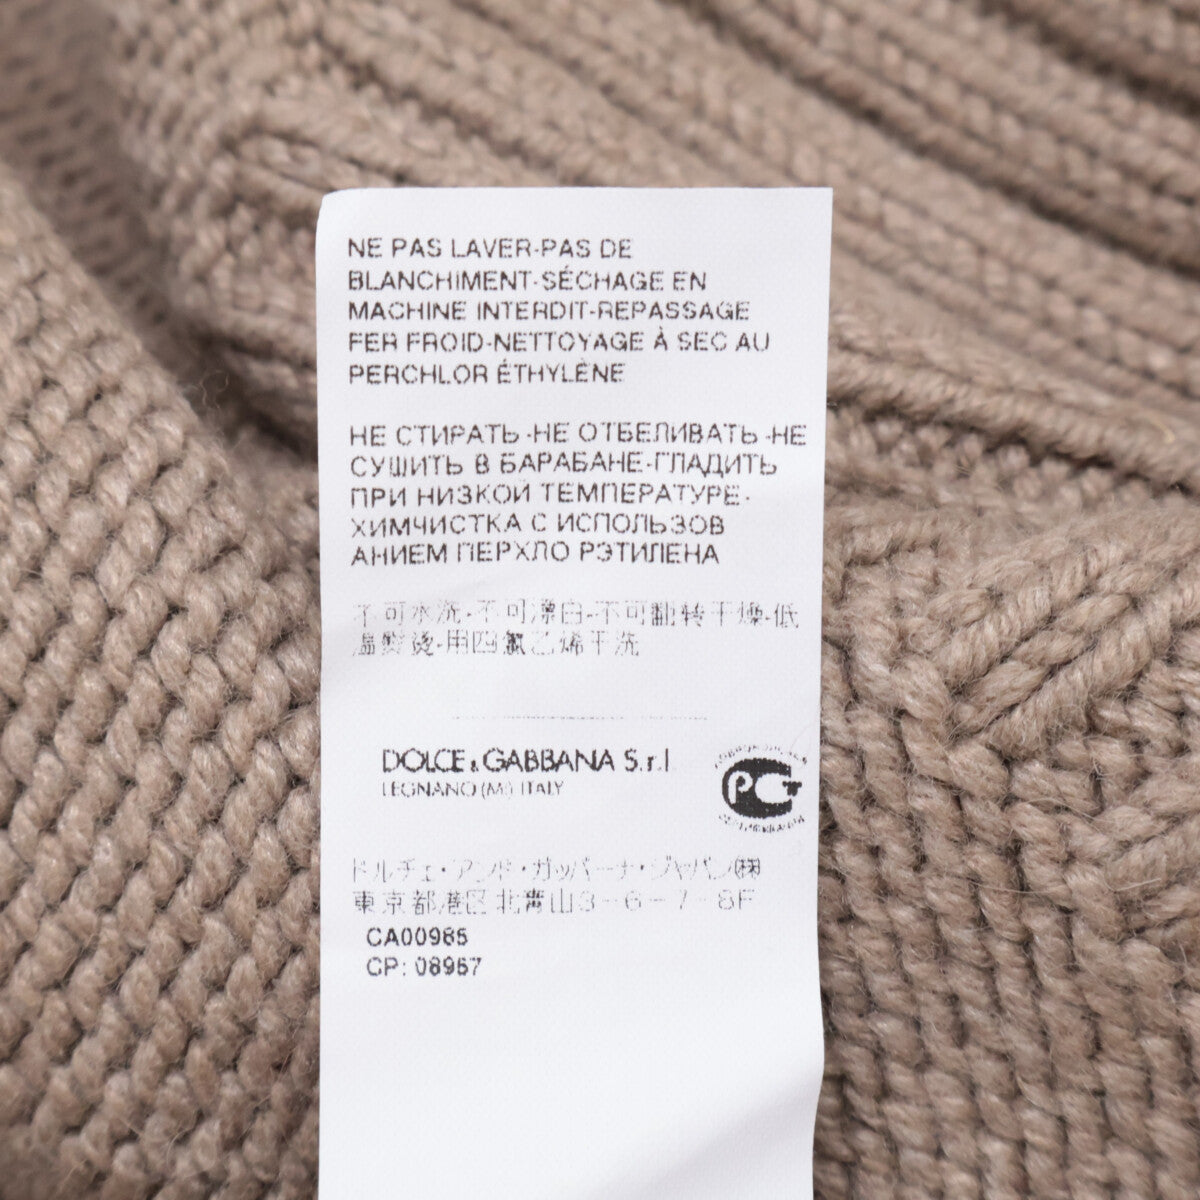 NE PAS LAVER-PAS DE
BLANCHIMENT-SÉCHAGE EN
MACHINE INTERDIT-REPASSAGE
FER FROID-NETTOYAGE À SEC AU
PERCHLOR ÉTHYLÈNE
НЕ СТИРАТЬ-НЕ ОТБЕЛИВАТЬ-НЕ
СУШИТЬ В БАРАБАНЕ-ГЛАДИТЬ
ПРИ НИЗКОЙ ТЕМПЕРАТУРЕ-
ХИМЧИСТКА С ИСПОЛЬЗОВ
АНИЕМ ПЕРХЛО РЭТИЛЕНА
不可水洗-不可漂白-不可翻转干燥-低
温熨烫-用四氯乙烯干洗
DOLCE & GABBANA S.r.l.
LEGNANO (MI) ITALY
РСТ
ドルチェ・アンド・ガッバーナ・ジャパン㈱
東京都港区北青山3-6-7-8F
CA00985
CP: 08957